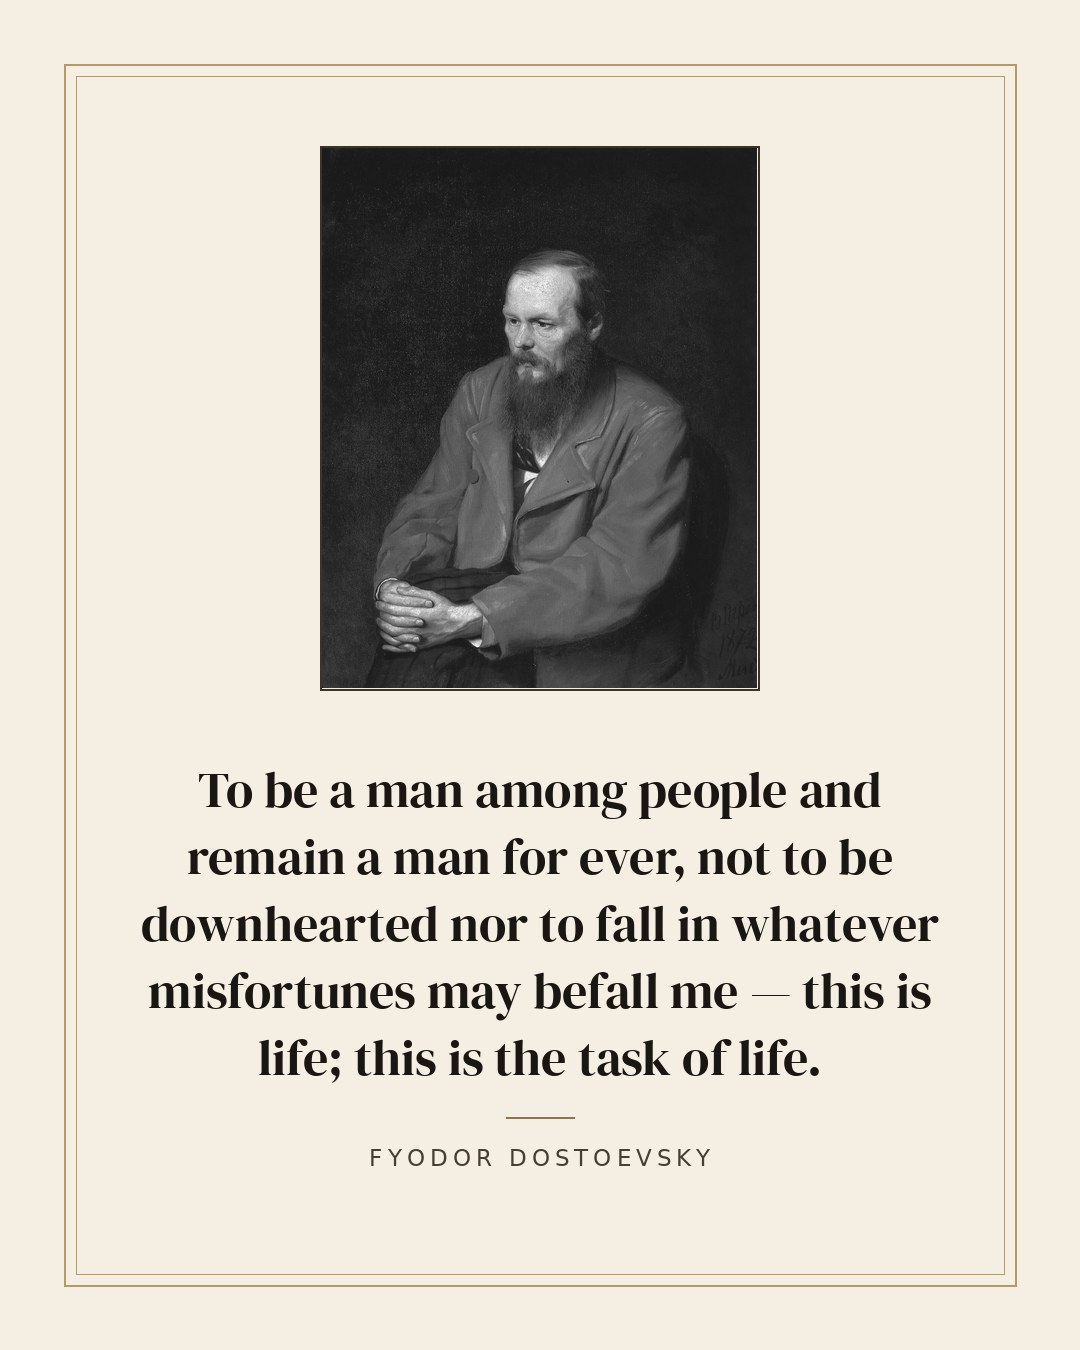 To be a man among people and
remain a man for ever, not to be
downhearted nor to fall in whatever
misfortunes may befall me — this is
life; this is the task of life.
FYODOR DOSTOEVSKY